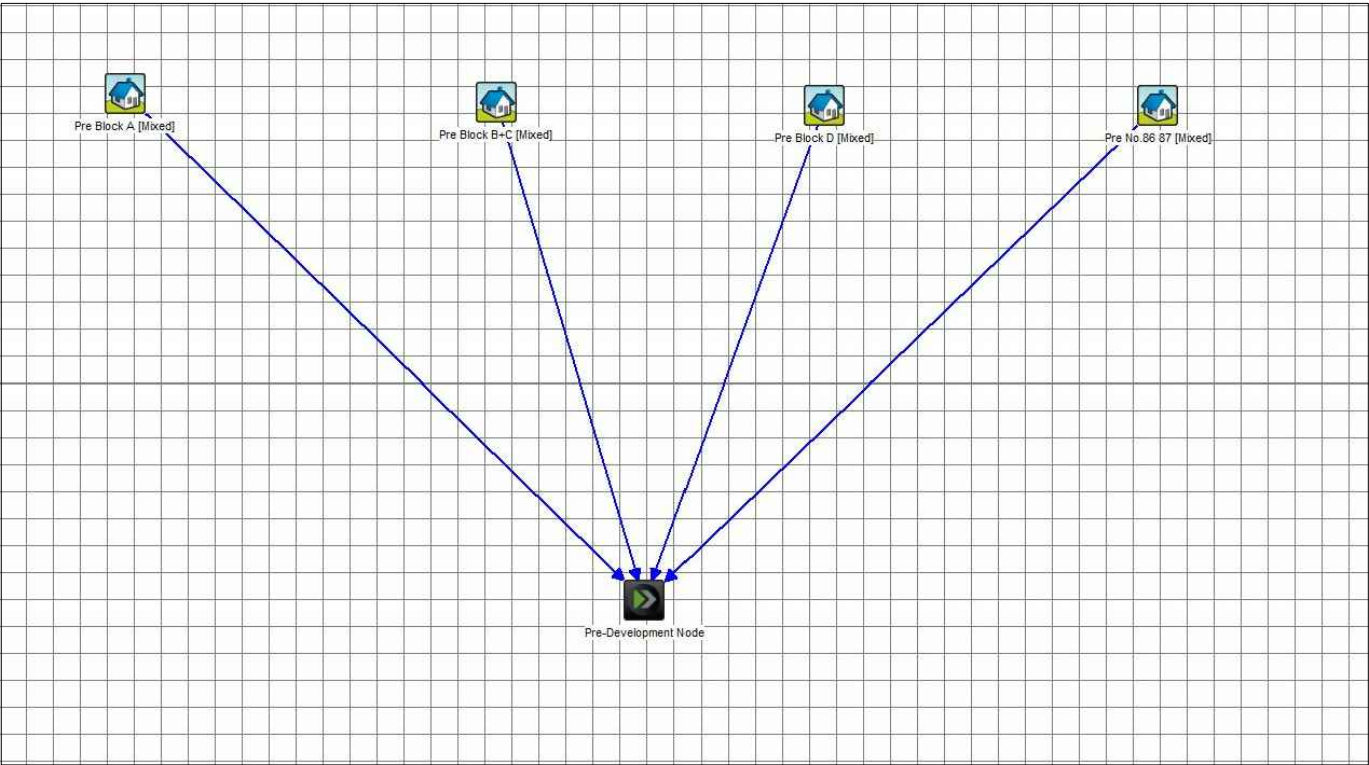 Pre Block A [Mixed]
Pre Block B+C [Mixed]
Pre Block D [Mixed]
Pre No.86 87 [Mixed]
Pre-Development Node